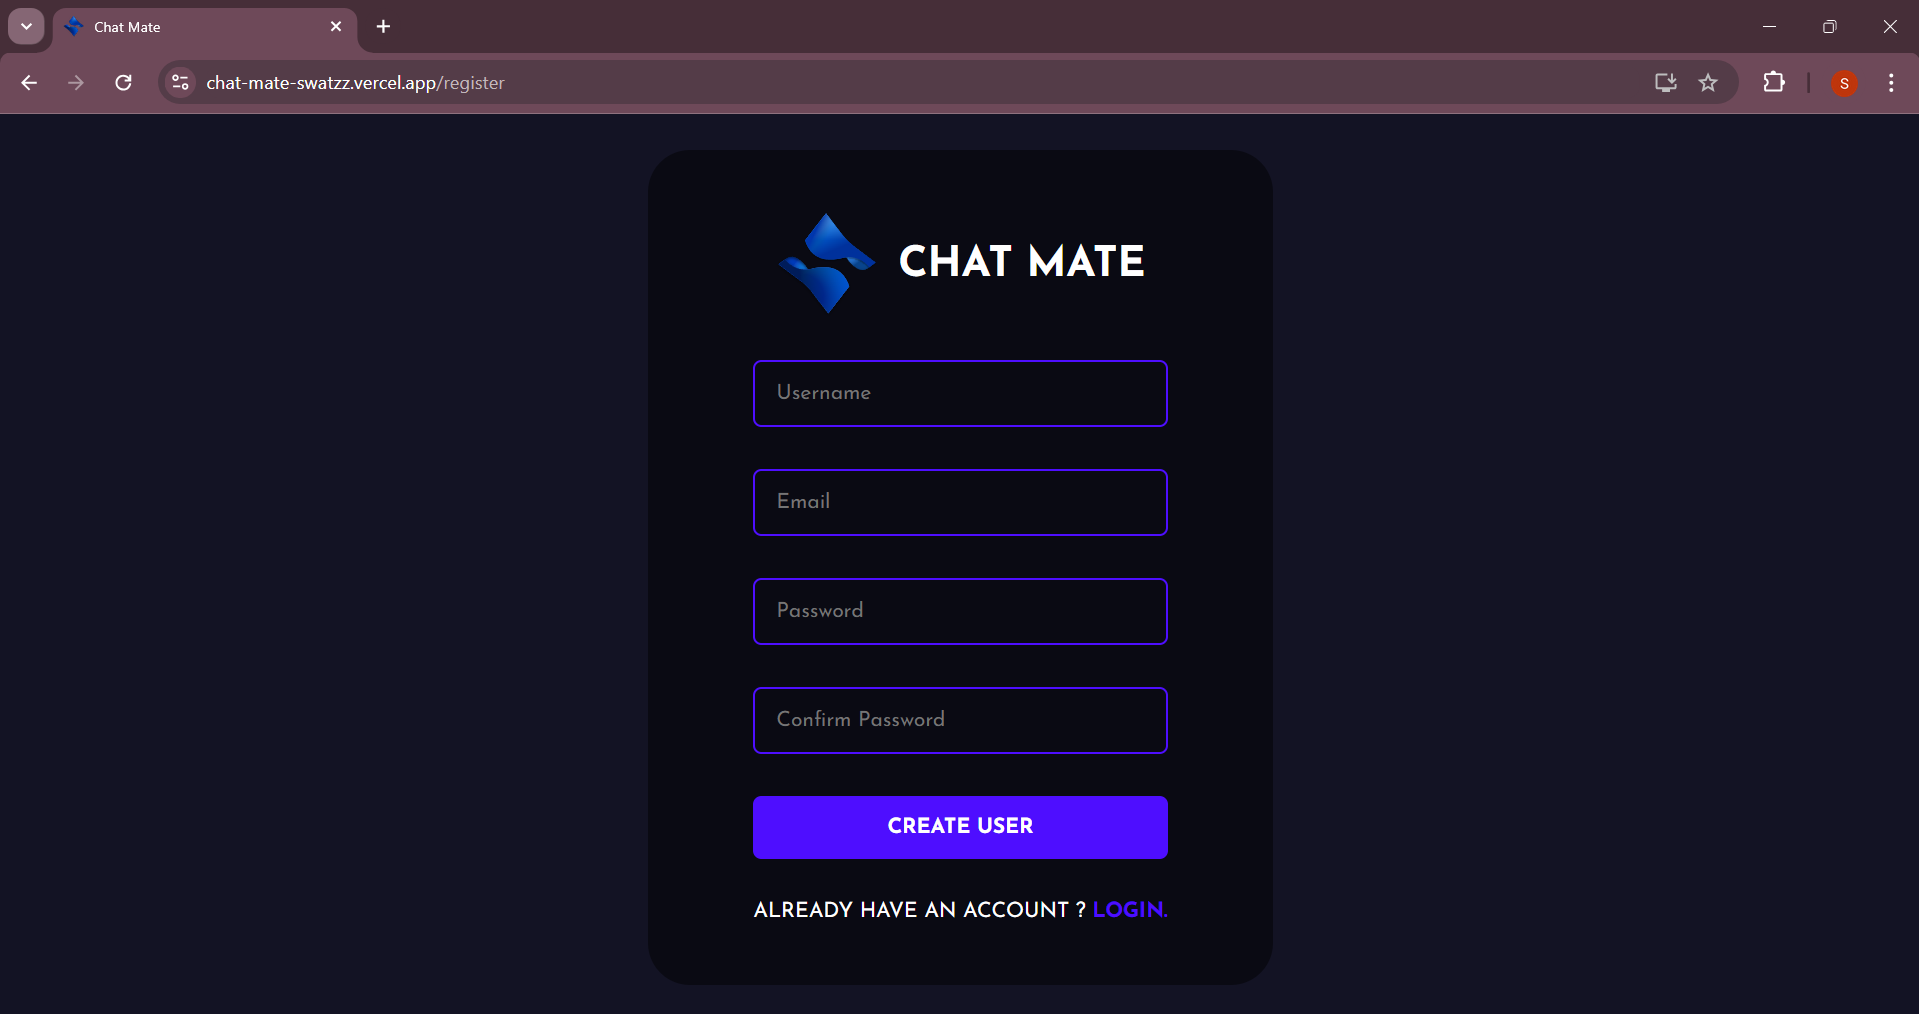 Chat Mate
chat-mate-swatzz.vercel.app/register
S
CHAT MATE
Username
Email
Password
Confirm Password
CREATE USER
ALREADY HAVE AN ACCOUNT ? LOGIN.